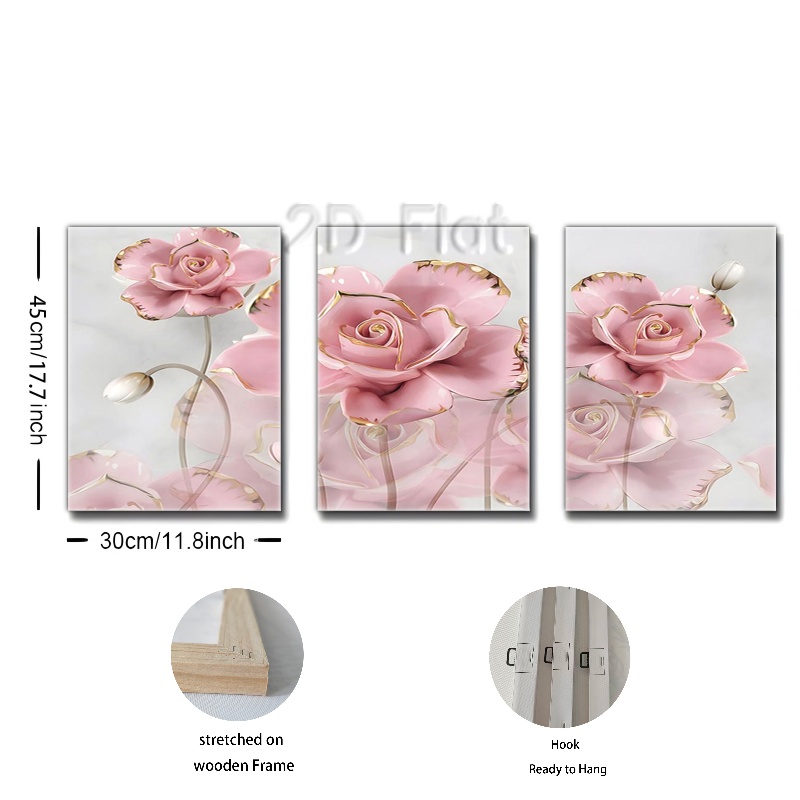 2D Flat
45cm/17.7inch
30cm/11.8inch
stretched on
wooden Frame
Hook
Ready to Hang